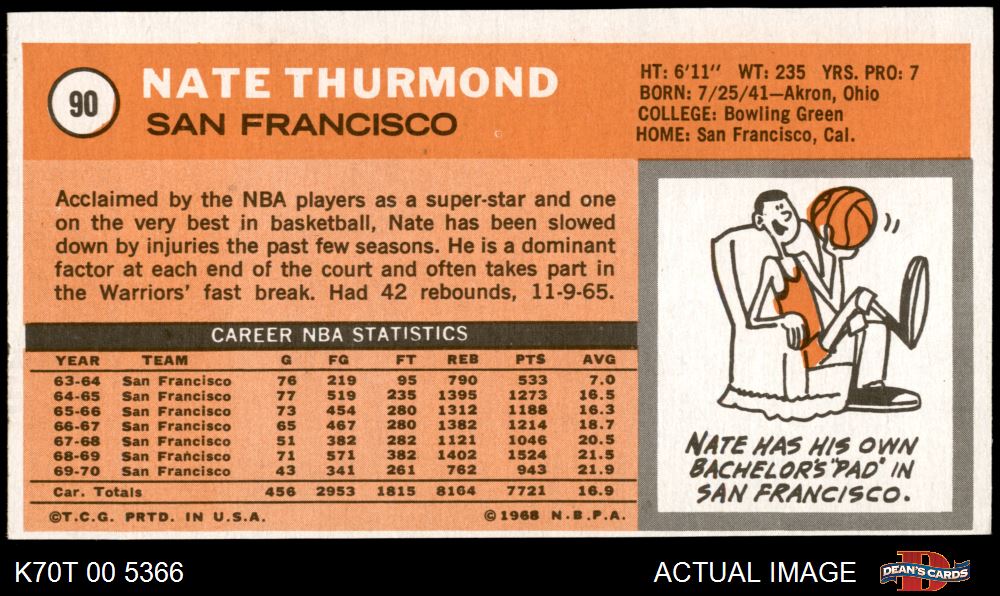 90
NATE THURMOND
SAN FRANCISCO
HT: 6'11" WT: 235 YRS. PRO: 7
BORN: 7/25/41—Akron, Ohio
COLLEGE: Bowling Green
HOME: San Francisco, Cal.
Acclaimed by the NBA players as a super-star and one
on the very best in basketball, Nate has been slowed
down by injuries the past few seasons. He is a dominant
factor at each end of the court and often takes part in
the Warriors' fast break. Had 42 rebounds, 11-9-65.
CAREER NBA STATISTICS
YEAR TEAM G FG FT REB PTS AVG
63-64 San Francisco 76 219 95 790 533 7.0
64-65 San Francisco 77 519 235 1395 1273 16.5
65-66 San Francisco 73 454 280 1312 1188 16.3
66-67 San Francisco 65 467 280 1382 1214 18.7
67-68 San Francisco 51 382 282 1121 1046 20.5
68-69 San Francisco 71 571 382 1402 1524 21.5
69-70 San Francisco 43 341 261 762 943 21.9
Car. Totals 456 2953 1815 8164 7721 16.9
©T.C.G. PRTD. IN U.S.A. ©1968 N.B.P.A.
NATE HAS HIS OWN
BACHELOR'S "PAD" IN
SAN FRANCISCO.
K70T 00 5366 ACTUAL IMAGE
D
DEAN'S CARDS